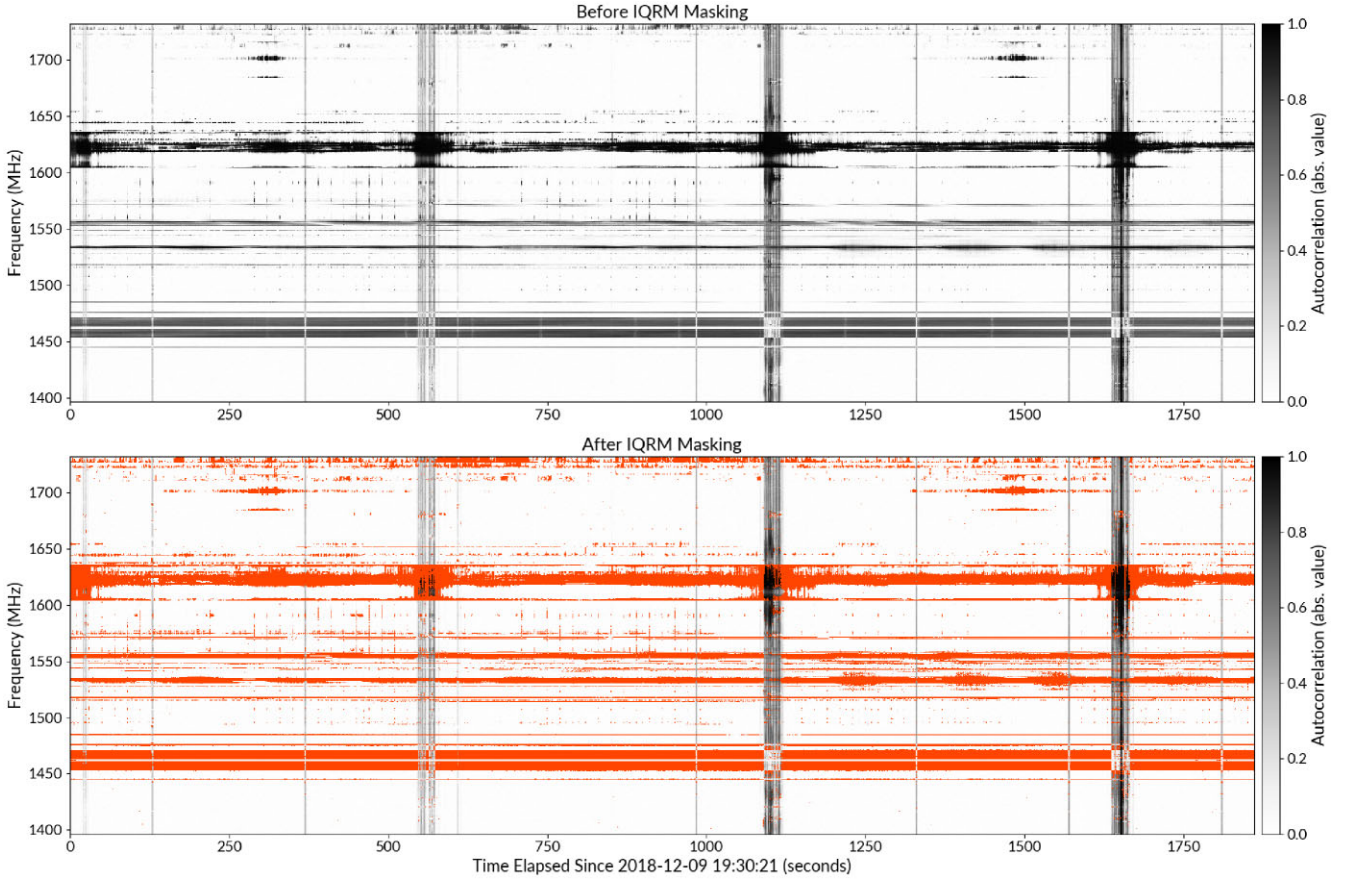 Before IQRM Masking
Frequency (MHz)
1700
1650
1600
1550
1500
1450
1400
0 250 500 750 1000 1250 1500 1750
1.0
0.8
0.6
0.4
0.2
0.0
Autocorrelation (abs. value)
After IQRM Masking
Frequency (MHz)
1700
1650
1600
1550
1500
1450
1400
0 250 500 750 1000 1250 1500 1750
Time Elapsed Since 2018-12-09 19:30:21 (seconds)
1.0
0.8
0.6
0.4
0.2
0.0
Autocorrelation (abs. value)